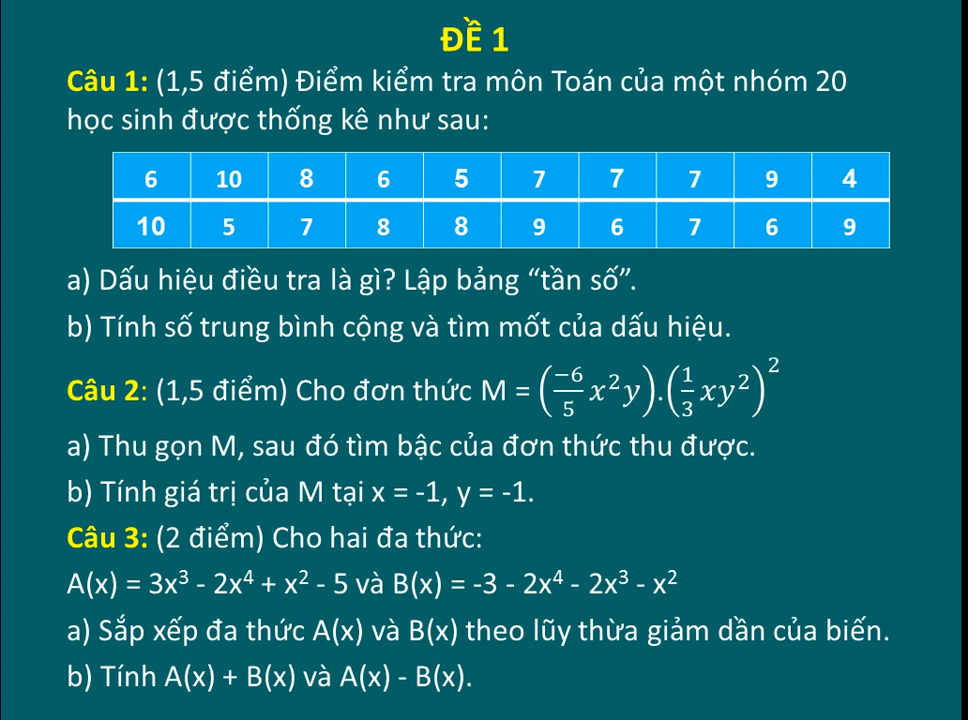 ĐỀ 1
Câu 1: (1,5 điểm) Điểm kiểm tra môn Toán của một nhóm 20
học sinh được thống kê như sau:
6 10 8 6 5 7 7 7 9 4
10 5 7 8 8 9 6 7 6 9
a) Dấu hiệu điều tra là gì? Lập bảng “tần số”.
b) Tính số trung bình cộng và tìm mốt của dấu hiệu.
Câu 2: (1,5 điểm) Cho đơn thức M = (\frac{-6}{5}x²y).(\frac{1}{3}xy²)²
a) Thu gọn M, sau đó tìm bậc của đơn thức thu được.
b) Tính giá trị của M tại x = -1, y = -1.
Câu 3: (2 điểm) Cho hai đa thức:
A(x) = 3x³ - 2x⁴ + x² - 5 và B(x) = -3 - 2x⁴ - 2x³ - x²
a) Sắp xếp đa thức A(x) và B(x) theo lũy thừa giảm dần của biến.
b) Tính A(x) + B(x) và A(x) - B(x).